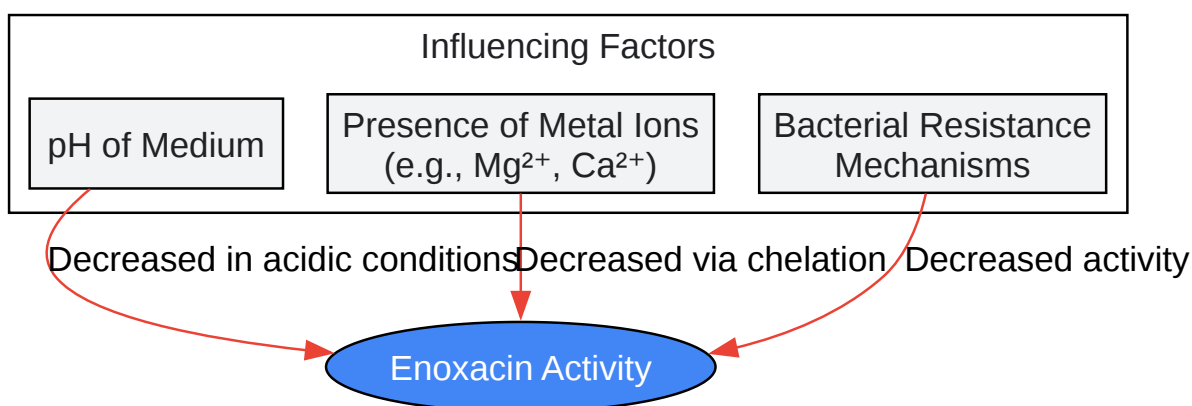 Influencing Factors
pH of Medium
Presence of Metal Ions
(e.g., Mg²⁺, Ca²⁺)
Bacterial Resistance
Mechanisms
Decreased in acidic conditions
Decreased via chelation
Decreased activity
Enoxacin Activity